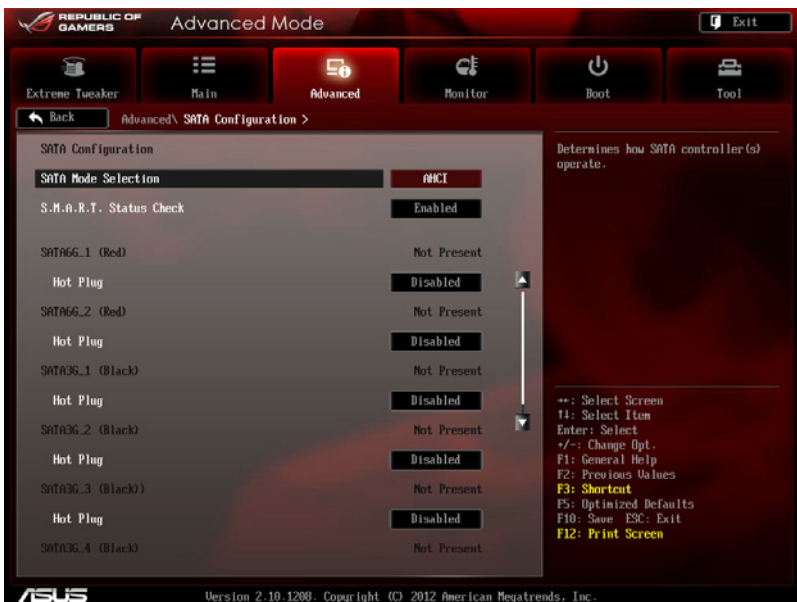 REPUBLIC OF
GAMERS
Advanced Mode
Exit
Extreme Tweaker
Main
Advanced
Monitor
Boot
Tool
Back
Advanced\ SATA Configuration >
SATA Configuration
SATA Mode Selection AHCI
S.M.A.R.T. Status Check Enabled
SATA6G_1 (Red) Not Present
Hot Plug Disabled
SATA6G_2 (Red) Not Present
Hot Plug Disabled
SATA3G_1 (Black) Not Present
Hot Plug Disabled
SATA3G_2 (Black) Not Present
Hot Plug Disabled
SATA3G_3 (Black)) Not Present
Hot Plug Disabled
SATA3G_4 (Black) Not Present
Determines how SATA controller(s)
operate.
→←: Select Screen
↑↓: Select Item
Enter: Select
+/-: Change Opt.
F1: General Help
F2: Previous Values
F3: Shortcut
F5: Optimized Defaults
F10: Save ESC: Exit
F12: Print Screen
ASUS
Version 2.10.1208. Copyright (C) 2012 American Megatrends, Inc.